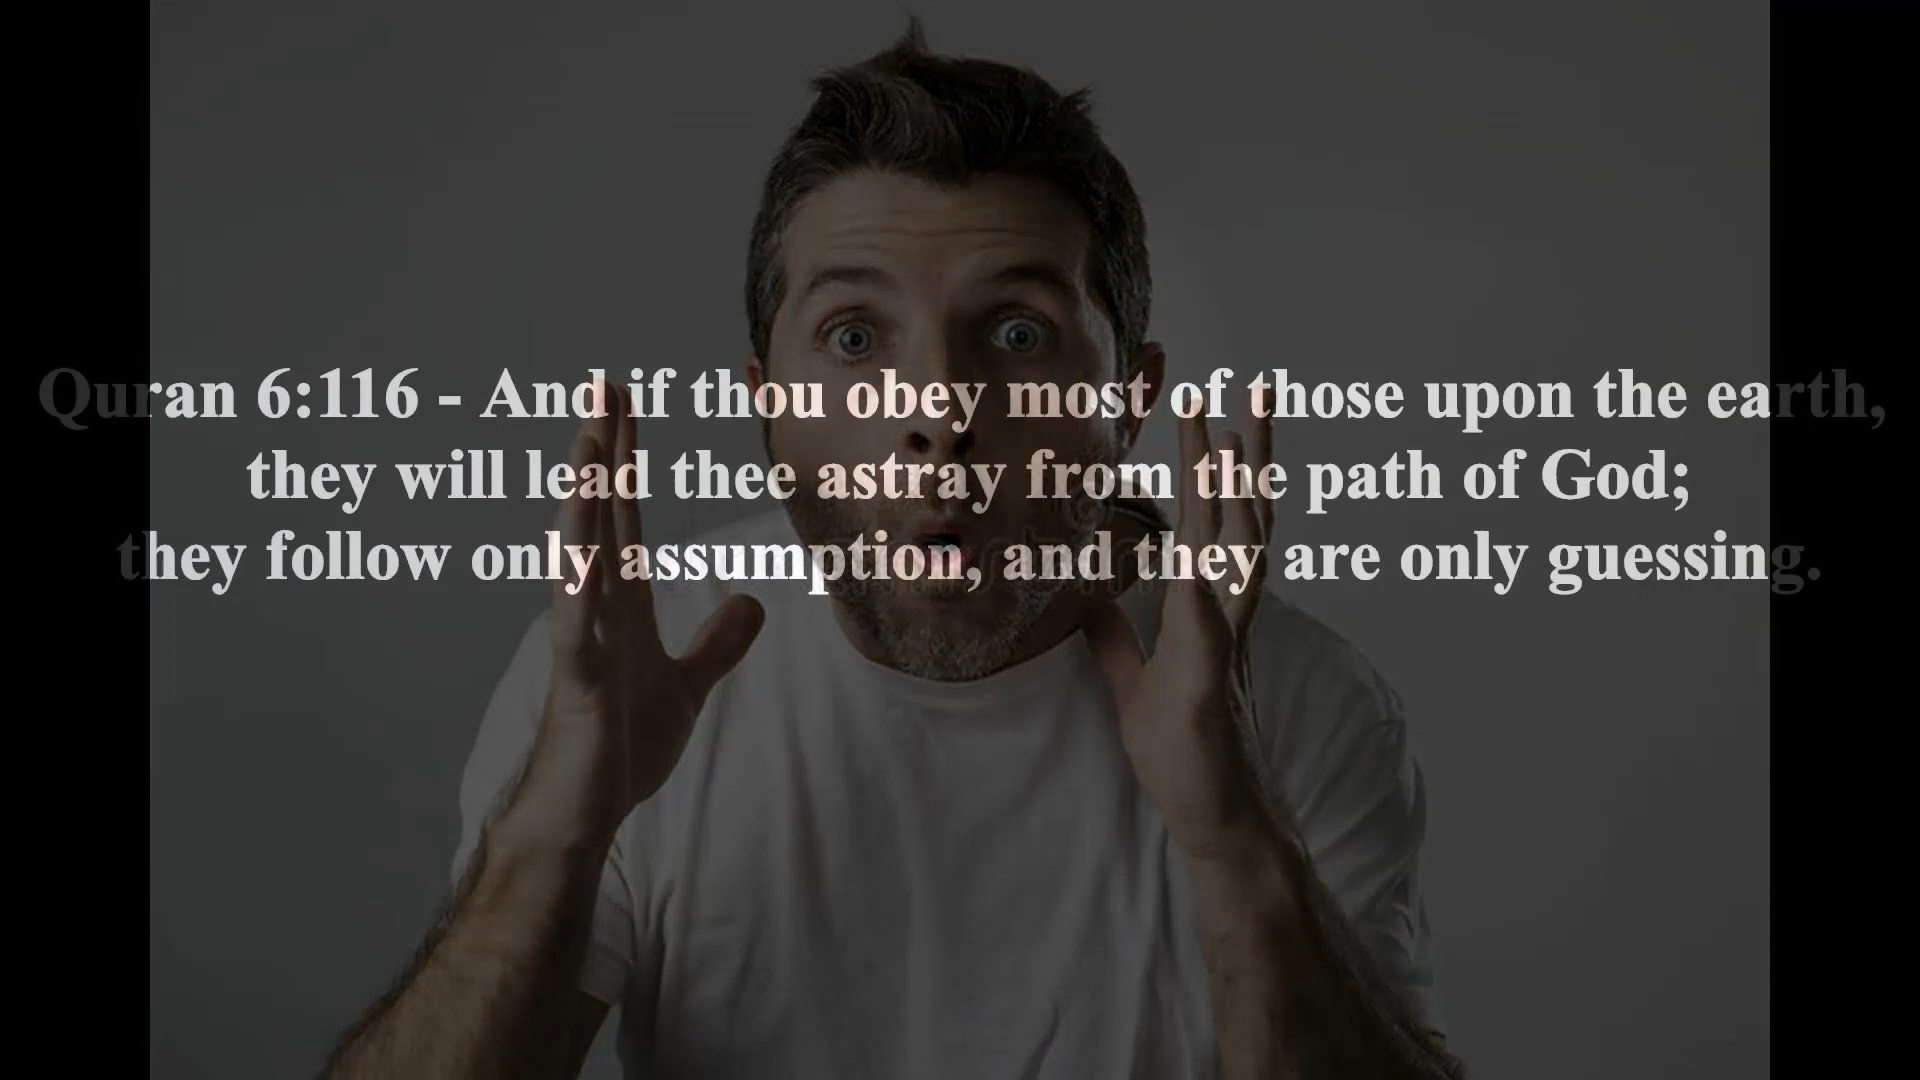 Quran 6:116 - And if thou obey most of those upon the earth,
they will lead thee astray from the path of God;
they follow only assumption, and they are only guessing.